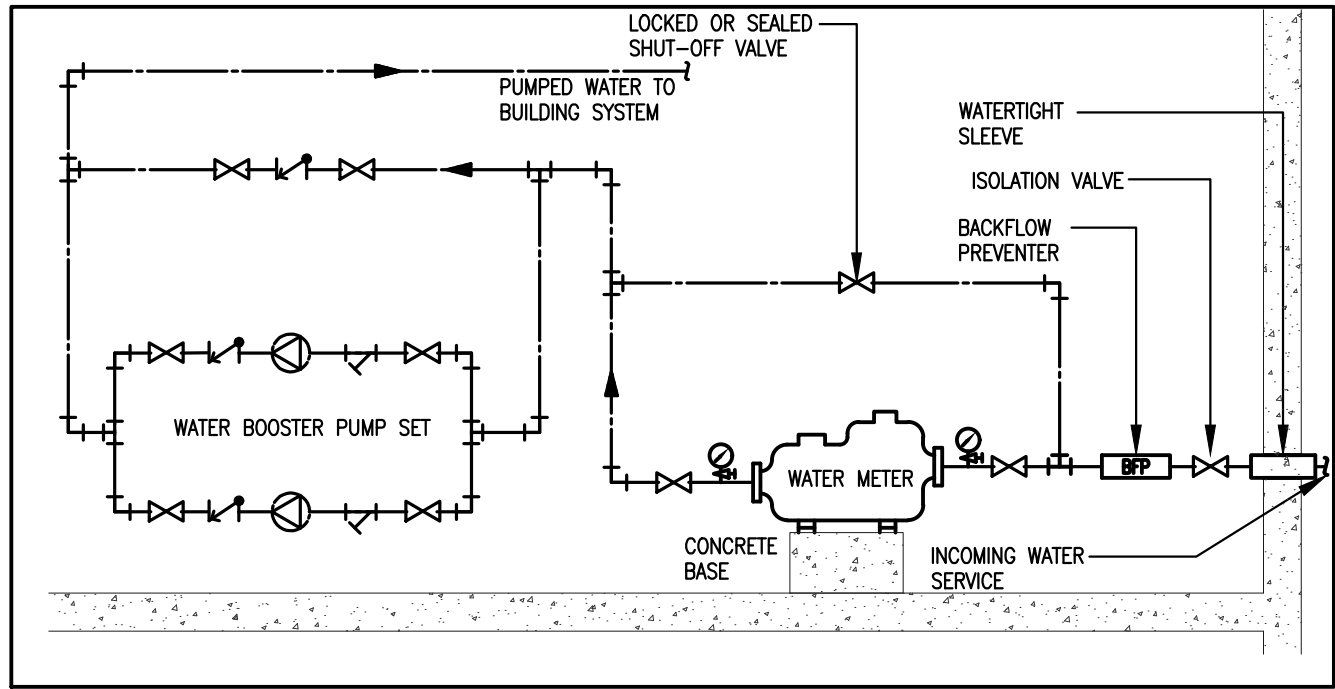 LOCKED OR SEALED
SHUT-OFF VALVE
PUMPED WATER TO
BUILDING SYSTEM
WATERTIGHT
SLEEVE
ISOLATION VALVE
BACKFLOW
PREVENTER
WATER BOOSTER PUMP SET
WATER METER
BFP
CONCRETE
BASE
INCOMING WATER
SERVICE